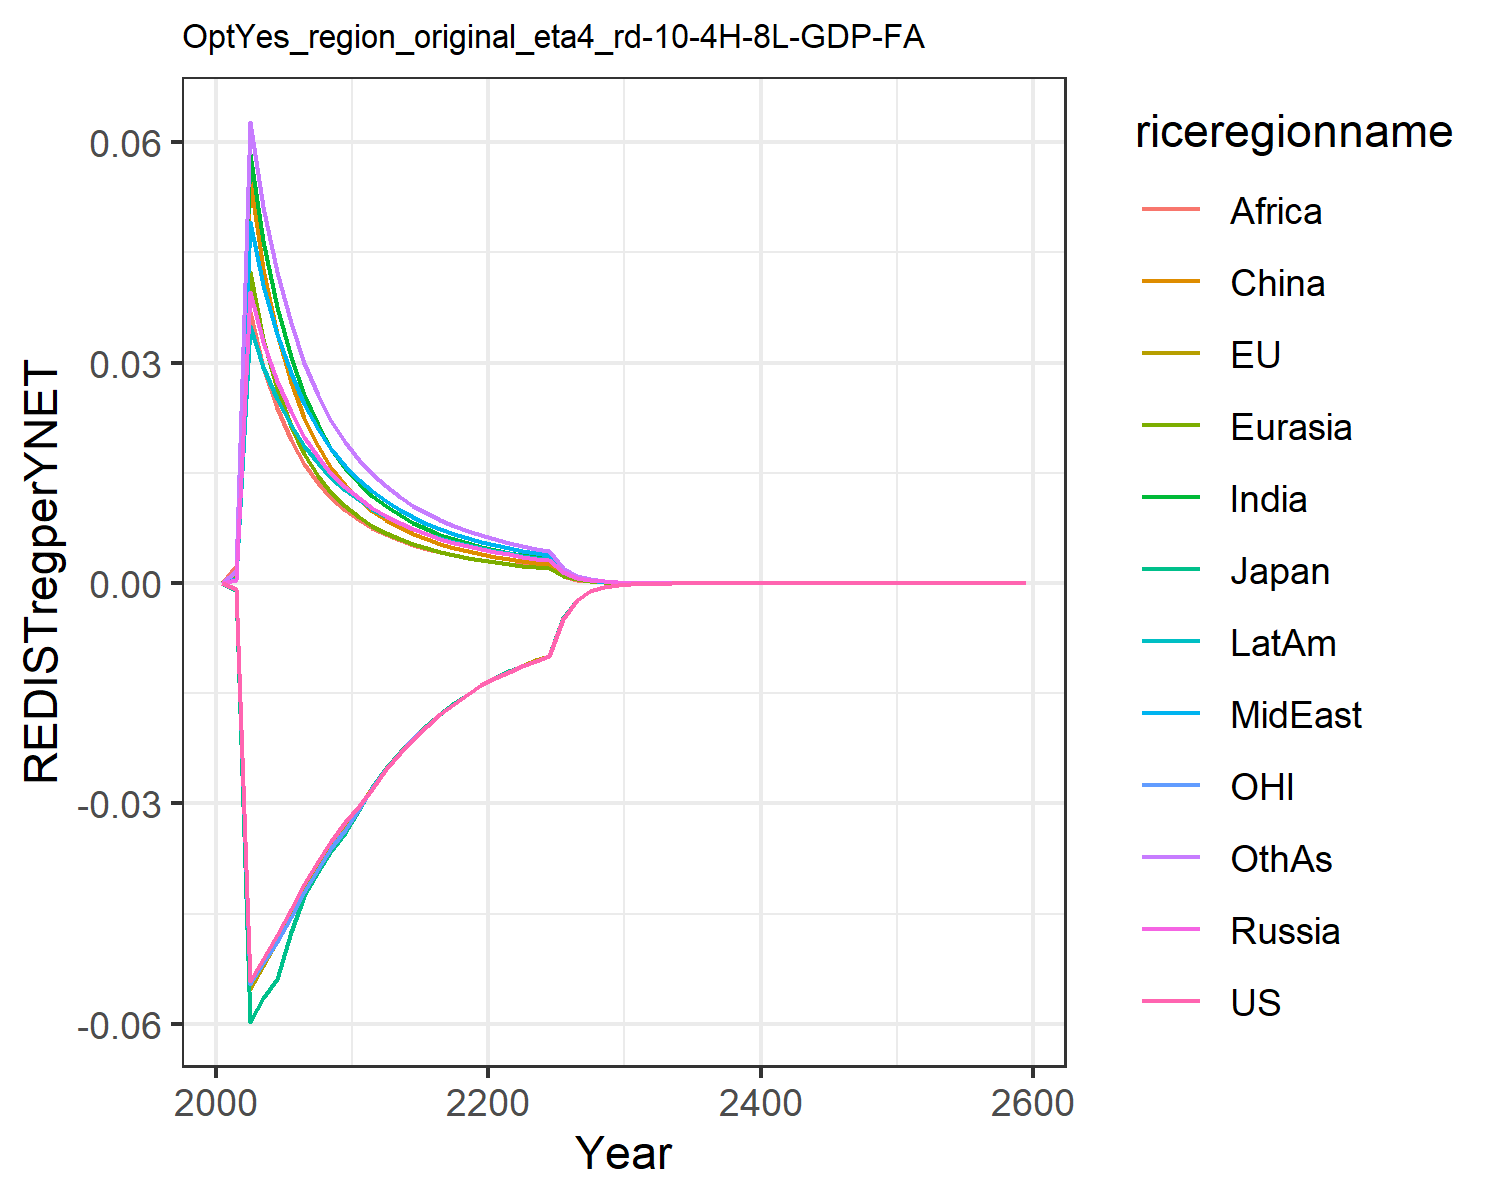 OptYes_region_original_eta4_rd-10-4H-8L-GDP-FA
REDISTregperYNET
0.06
0.03
0.00
-0.03
-0.06
2000
2200
2400
2600
Year
riceregionname
Africa
China
EU
Eurasia
India
Japan
LatAm
MidEast
OHI
OthAs
Russia
US